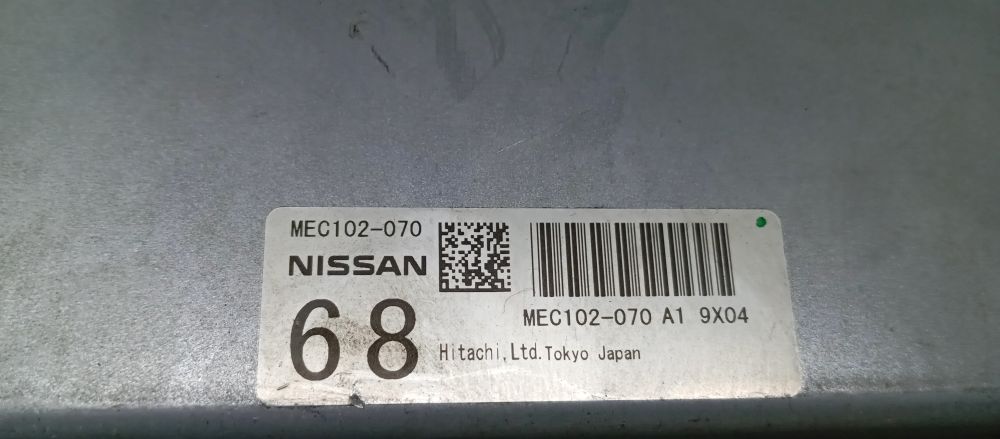 MEC102-070
NISSAN
68
MEC102-070 A1 9X04
Hitachi,Ltd.Tokyo Japan